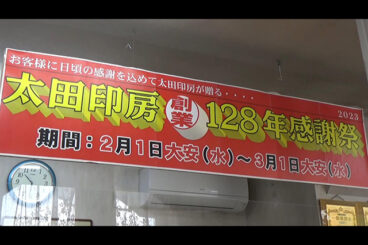 お客様に日頃の感謝を込めて太田印房が贈る・・・・
2023
太田印房 創業 128年感謝祭
期間：2月1日大安(水)～3月1日大安(水)